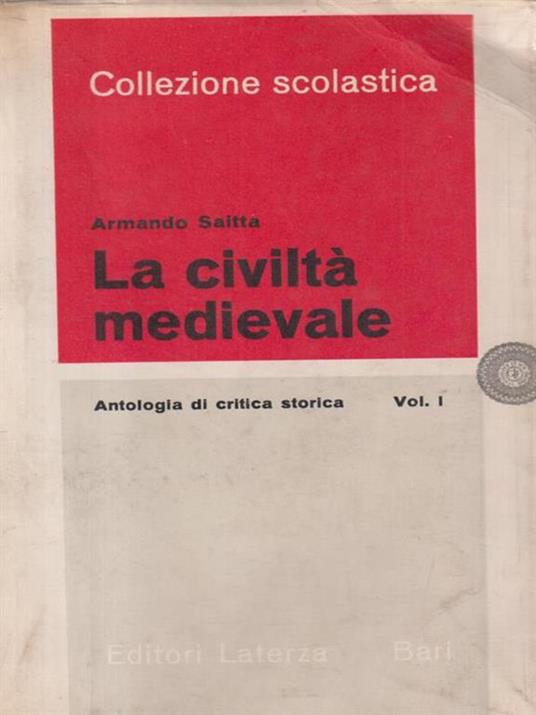 Collezione scolastica
Armando Saitta
La civiltà
medievale
Antologia di critica storica Vol. I
Editori Laterza Bari